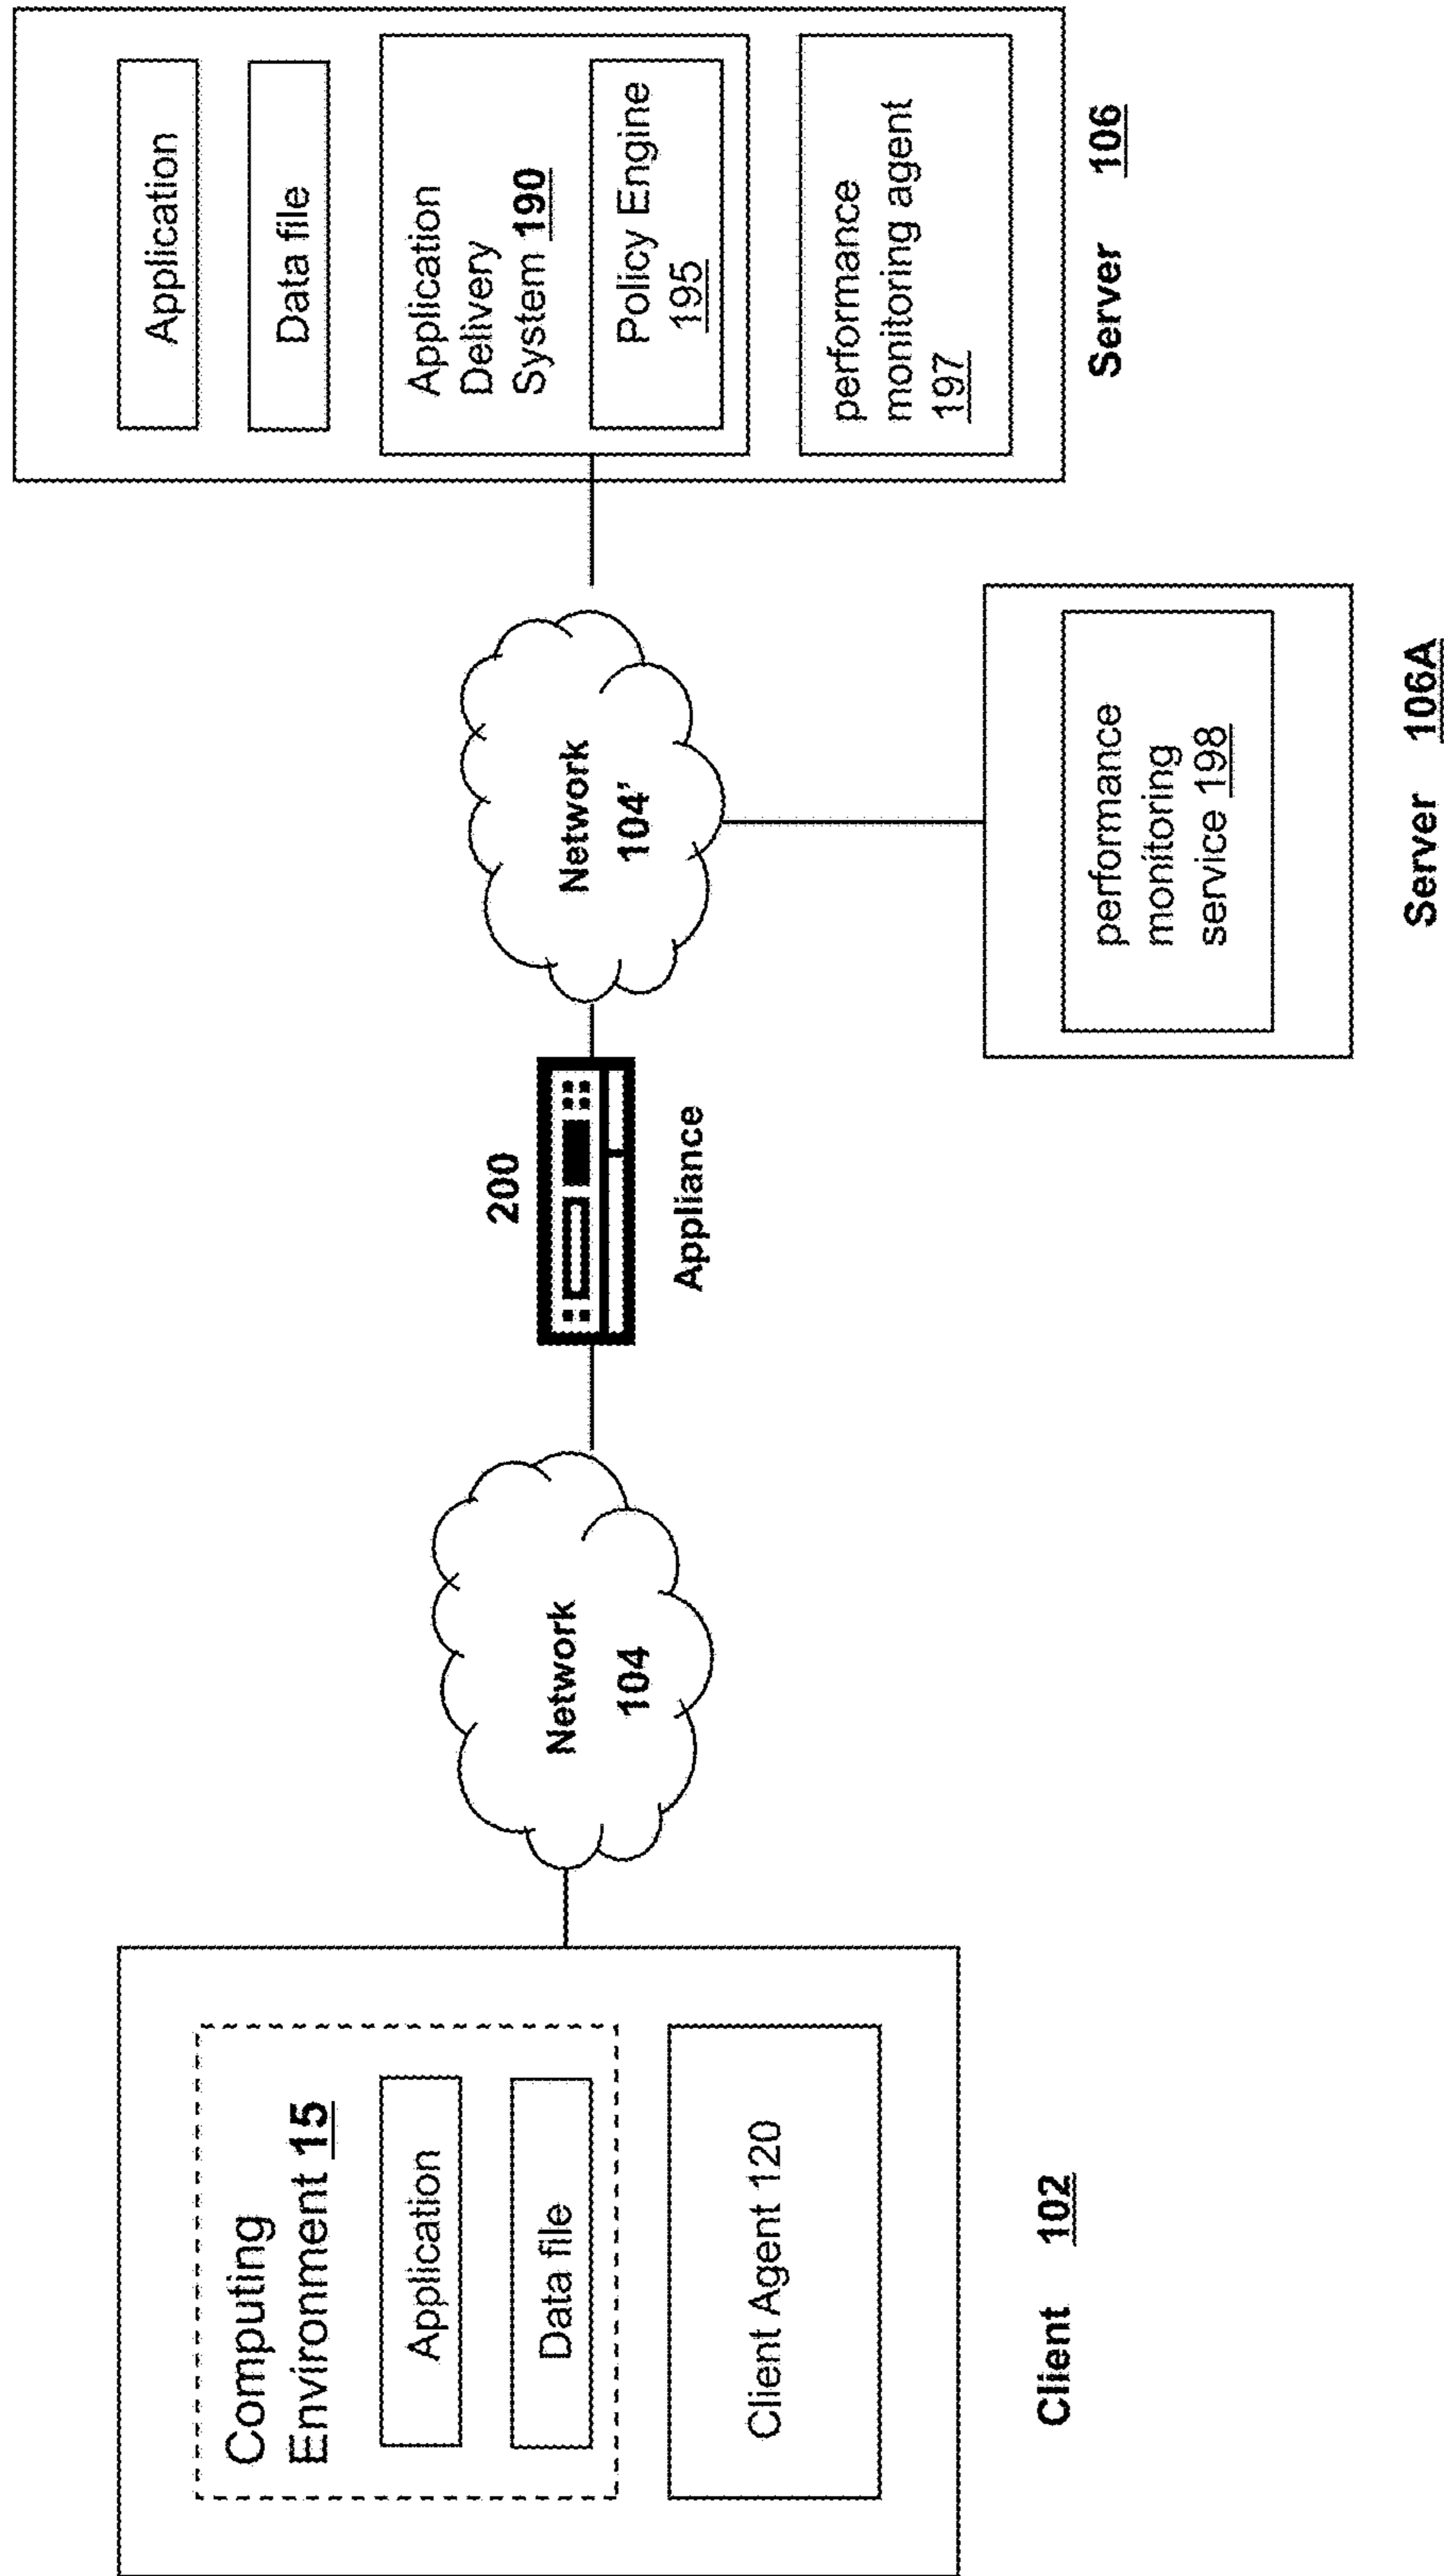 Computing
Environment 15
Application
Data file
Client Agent 120
Client 102
Network
104
200
Appliance
Network
104'
performance
monitoring
service 198
Server 106A
Application
Data file
Application
Delivery
System 190
Policy Engine
195
performance
monitoring agent
197
Server 106